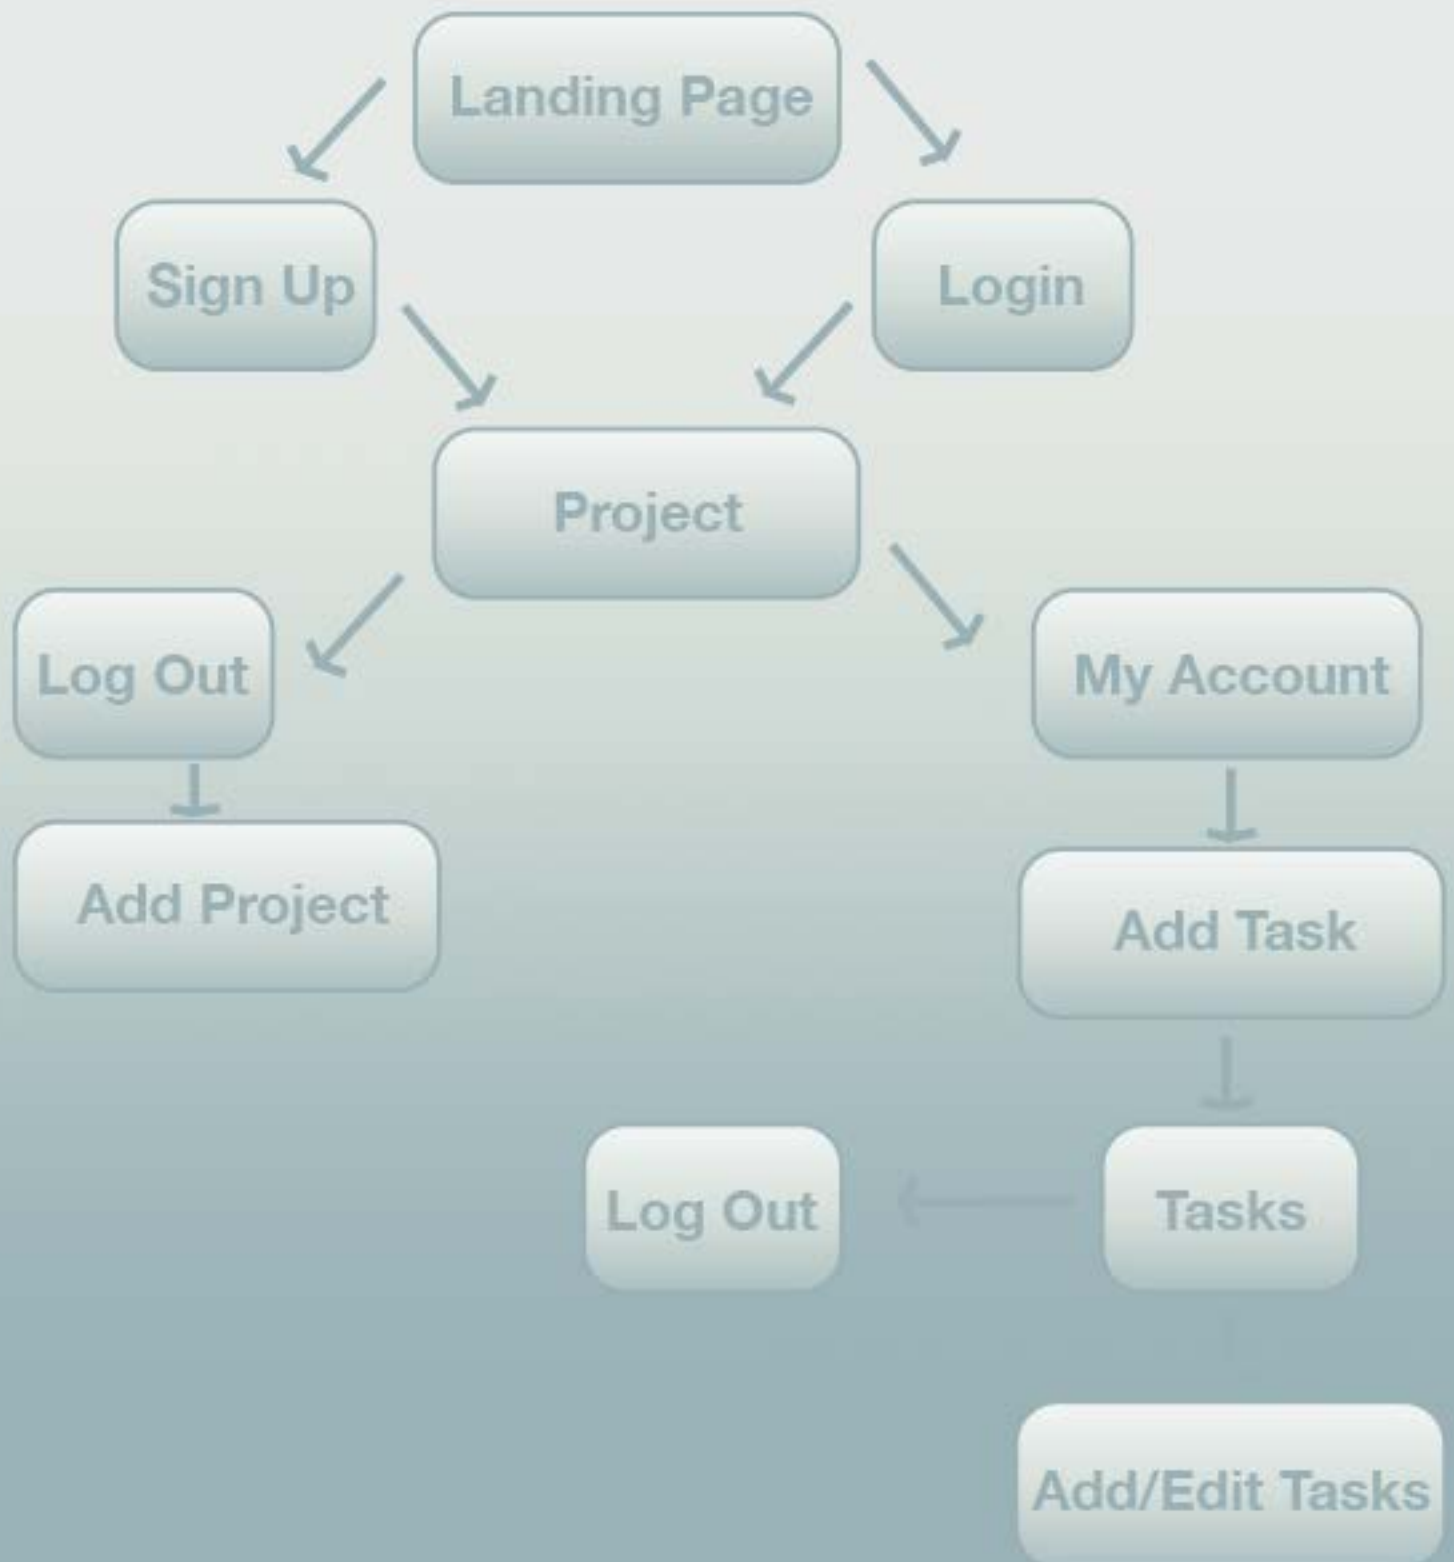 Landing Page
Sign Up
Login
Project
Log Out
My Account
Add Project
Add Task
Log Out
Tasks
Add/Edit Tasks